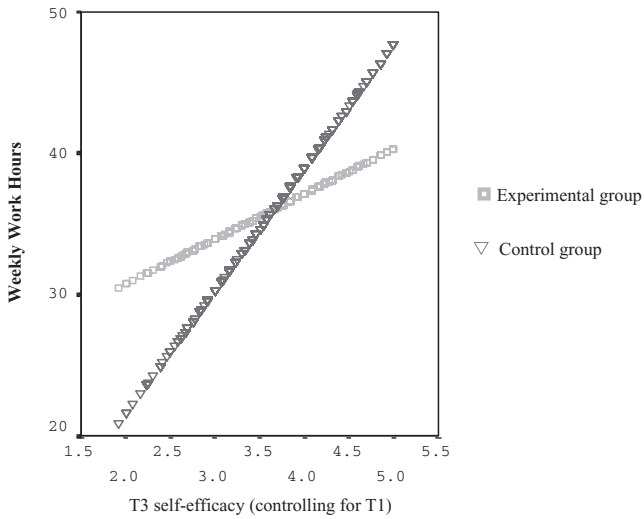 50
40
30
20
Weekly Work Hours
1.5 2.5 3.5 4.5 5.5
2.0 3.0 4.0 5.0
T3 self-efficacy (controlling for T1)
Experimental group
Control group